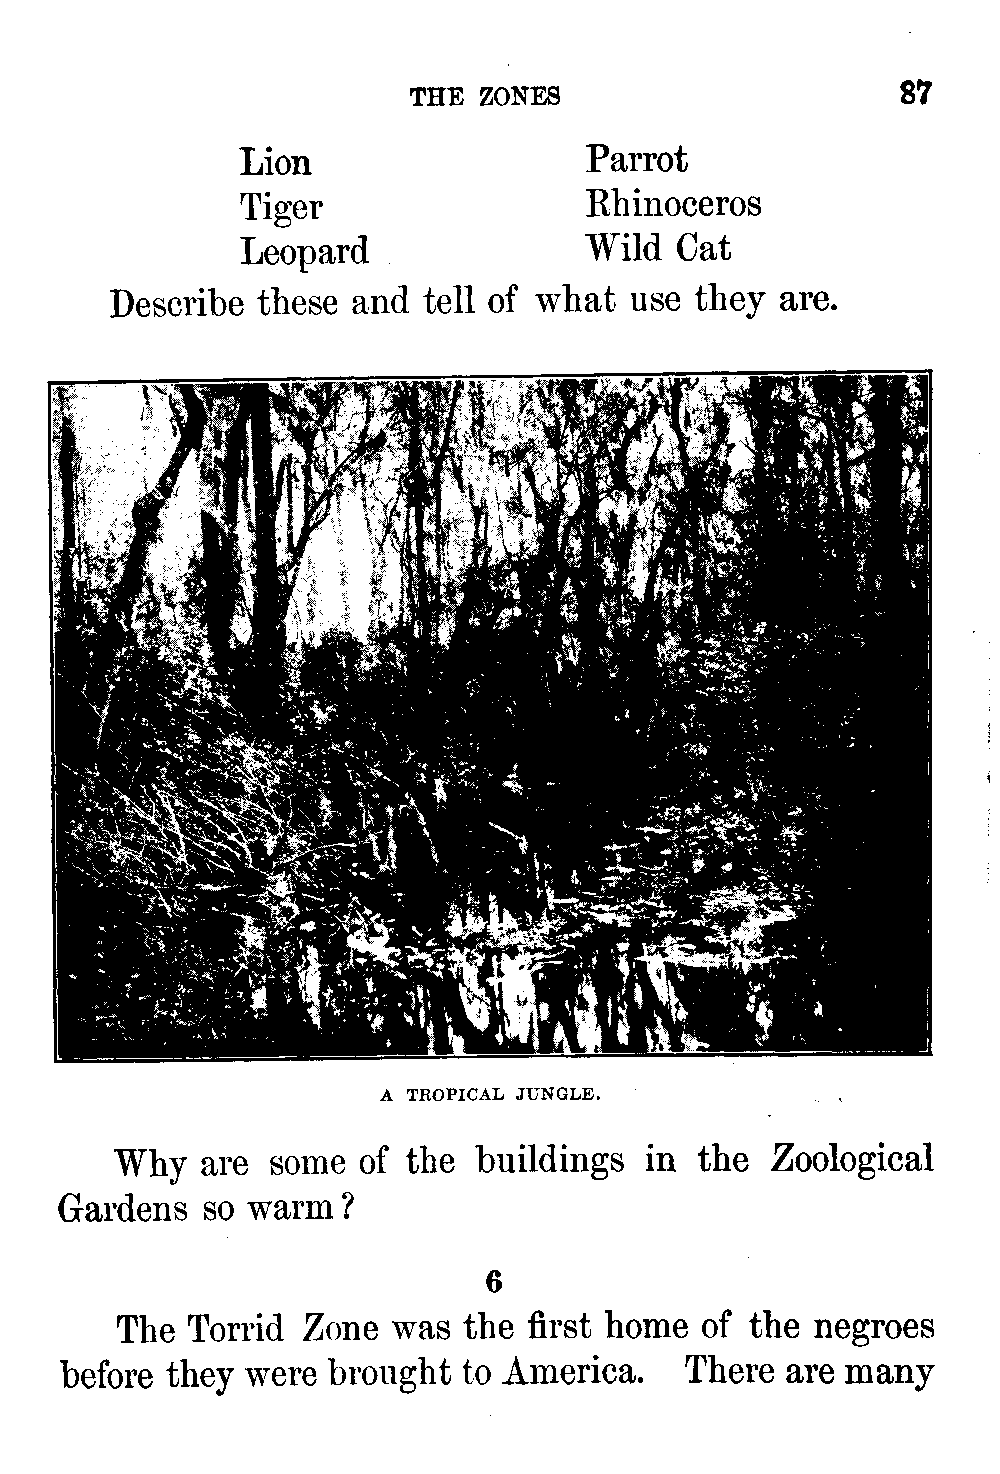 THE ZONES 87
Lion Parrot
Tiger Rhinoceros
Leopard Wild Cat
Describe these and tell of what use they are.
A TROPICAL JUNGLE.
Why are some of the buildings in the Zoological
Gardens so warm?
6
The Torrid Zone was the first home of the negroes
before they were brought to America. There are many